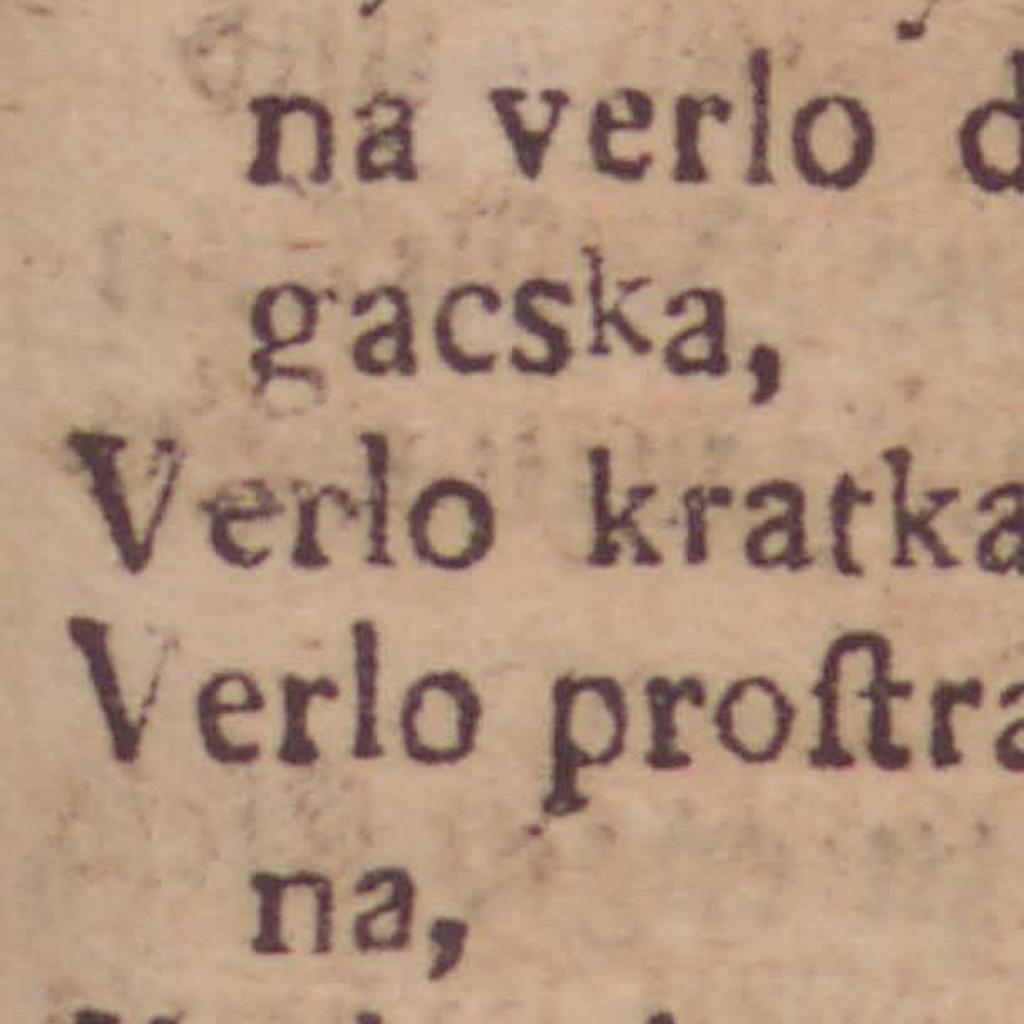 na verlo d
gacska,
Verlo kratka
Verlo proſtra
na,